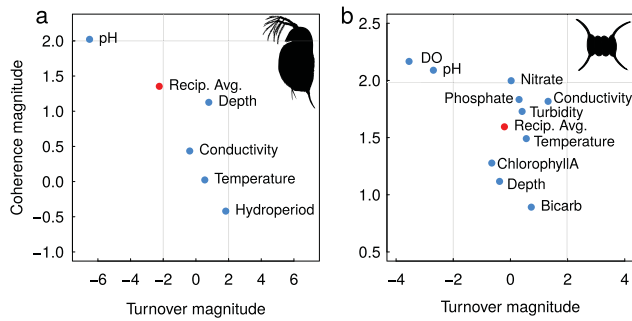 a
pH
Recip. Avg.
Depth
Conductivity
Temperature
Hydroperiod
2.0
1.5
1.0
0.5
0.0
−0.5
−1.0
Coherence magnitude
−6
−4
−2
0
2
4
6
Turnover magnitude
b
DO
pH
Nitrate
Phosphate
Conductivity
Turbidity
Recip. Avg.
Temperature
ChlorophyllA
Depth
Bicarb
2.5
2.0
1.5
1.0
0.5
−4
−2
0
2
4
Turnover magnitude